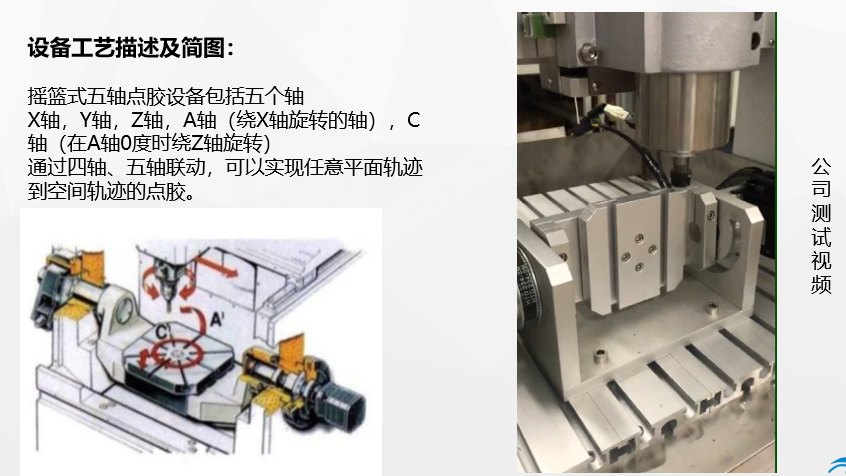 设备工艺描述及简图：
摇篮式五轴点胶设备包括五个轴
X轴，Y轴，Z轴，A轴（绕X轴旋转的轴），C
轴（在A轴0度时绕Z轴旋转）
通过四轴、五轴联动，可以实现任意平面轨迹
到空间轨迹的点胶。
A'
C'
公司测试视频